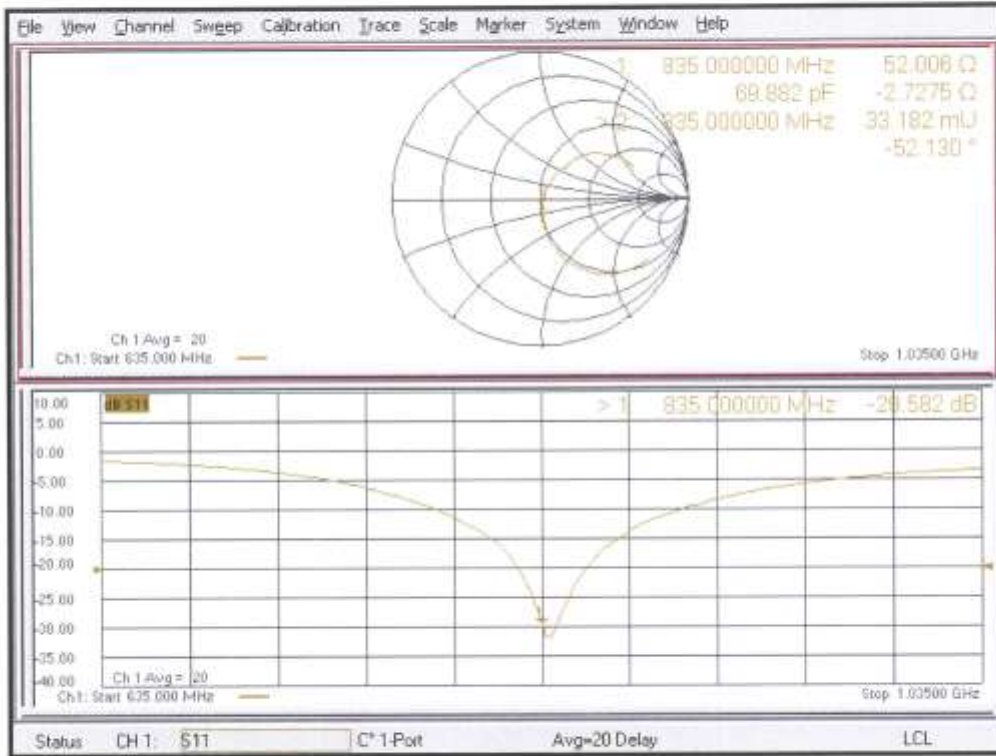 File View Channel Sweep Calibration Trace Scale Marker System Window Help
1: 835.000000 MHz 52.006 Ω
69.882 pF -2.7275 Ω
> 2 835.000000 MHz 33.182 mU
-52.130 °
Ch 1 Avg = 20
Ch1: Start 635.000 MHz
Stop 1.03500 GHz
10.00
dB S11
> 1 835.000000 MHz -29.582 dB
5.00
0.00
-5.00
-10.00
-15.00
-20.00
-25.00
-30.00
-35.00
-40.00
Ch 1 Avg = 20
Ch1: Start 635.000 MHz
Stop 1.03500 GHz
Status CH 1: S11 C* 1-Port Avg=20 Delay LCL